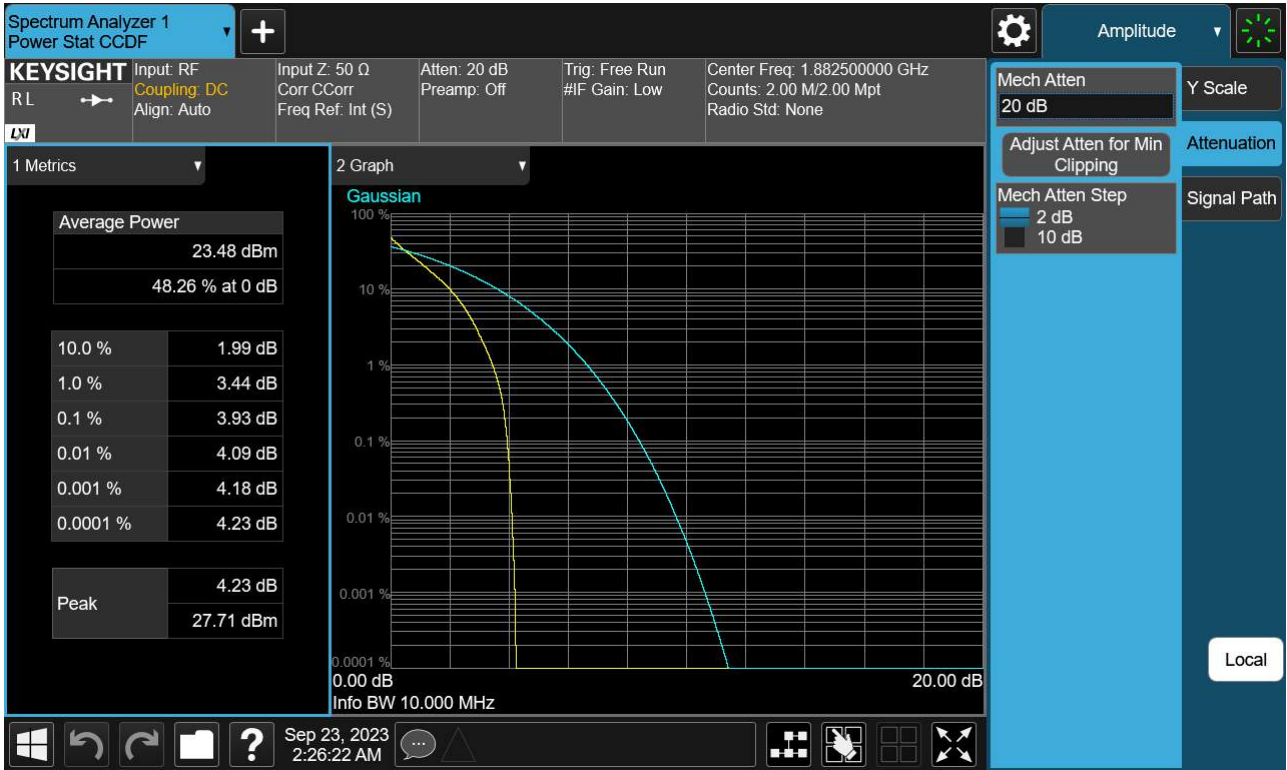 Spectrum Analyzer 1
Power Stat CCDF
+
Amplitude
KEYSIGHT
R L
LXI
Input: RF
Coupling: DC
Align: Auto
Input Z: 50 Ω
Corr CCorr
Freq Ref: Int (S)
Atten: 20 dB
Preamp: Off
Trig: Free Run
#IF Gain: Low
Center Freq: 1.882500000 GHz
Counts: 2.00 M/2.00 Mpt
Radio Std: None
Mech Atten
20 dB
Adjust Atten for Min
Clipping
Mech Atten Step
2 dB
10 dB
Y Scale
Attenuation
Signal Path
1 Metrics
Average Power
23.48 dBm
48.26 % at 0 dB
10.0 % 1.99 dB
1.0 % 3.44 dB
0.1 % 3.93 dB
0.01 % 4.09 dB
0.001 % 4.18 dB
0.0001 % 4.23 dB
Peak
4.23 dB
27.71 dBm
2 Graph
Gaussian
100 %
10 %
1 %
0.1 %
0.01 %
0.001 %
0.0001 %
0.00 dB 20.00 dB
Info BW 10.000 MHz
Local
?
Sep 23, 2023
2:26:22 AM